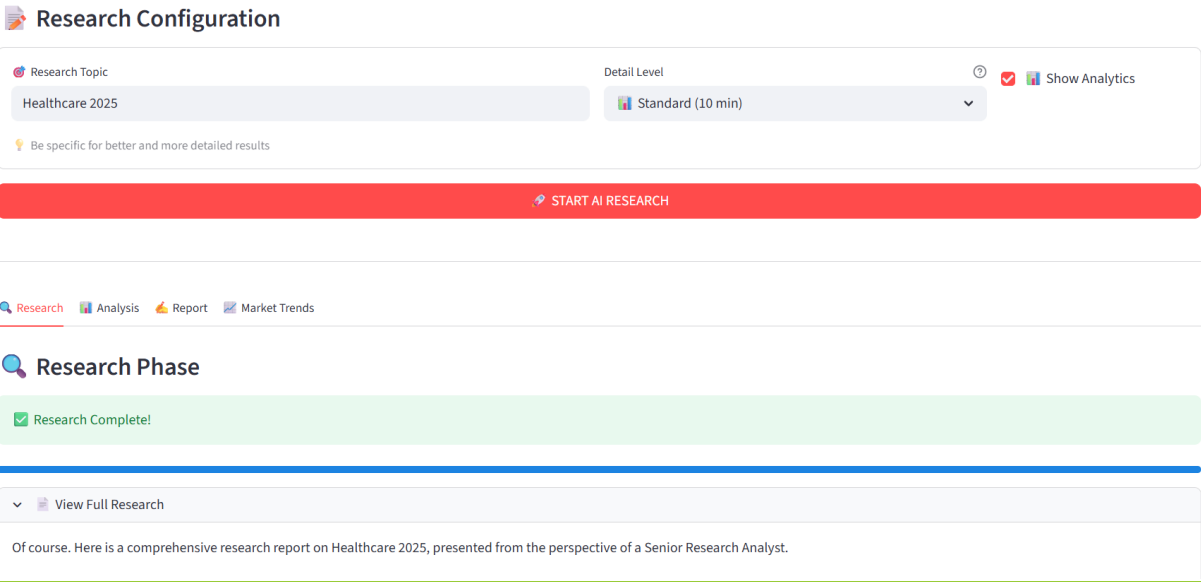 Research Configuration
Research Topic
Detail Level
Show Analytics
Healthcare 2025
Standard (10 min)
Be specific for better and more detailed results
START AI RESEARCH
Research
Analysis
Report
Market Trends
Research Phase
Research Complete!
View Full Research
Of course. Here is a comprehensive research report on Healthcare 2025, presented from the perspective of a Senior Research Analyst.